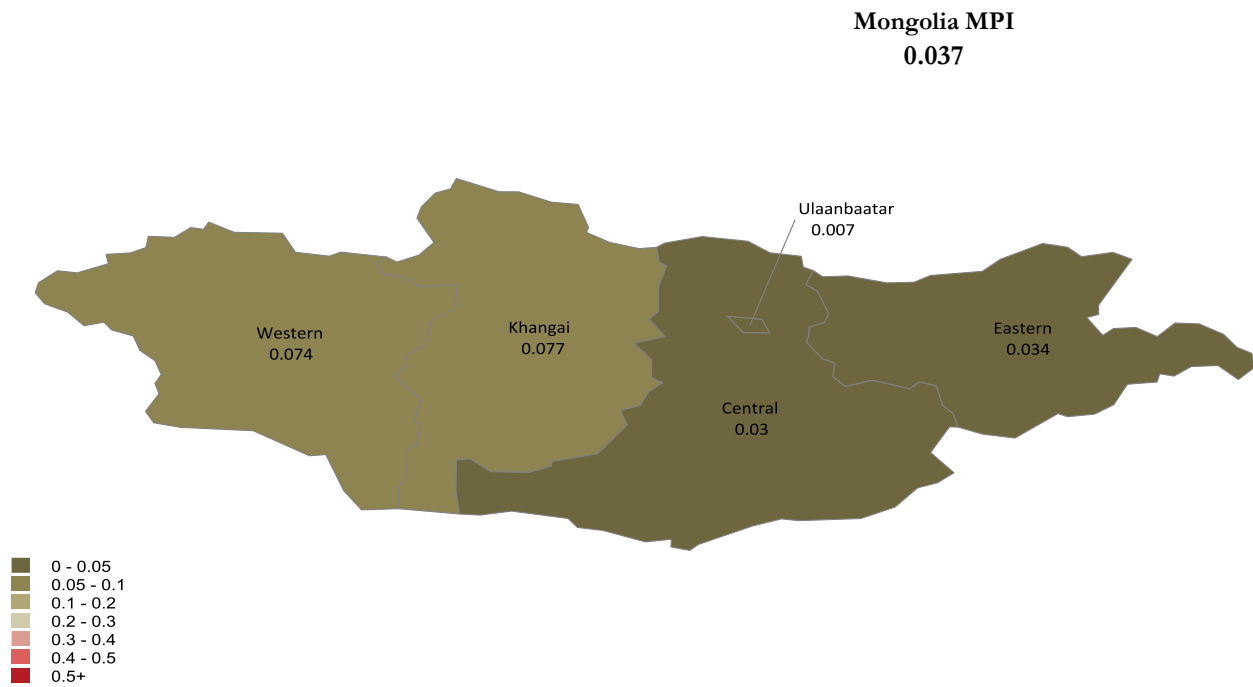 Mongolia MPI
0.037
Ulaanbaatar
0.007
Western
0.074
Khangai
0.077
Eastern
0.034
Central
0.03
0 - 0.05
0.05 - 0.1
0.1 - 0.2
0.2 - 0.3
0.3 - 0.4
0.4 - 0.5
0.5+